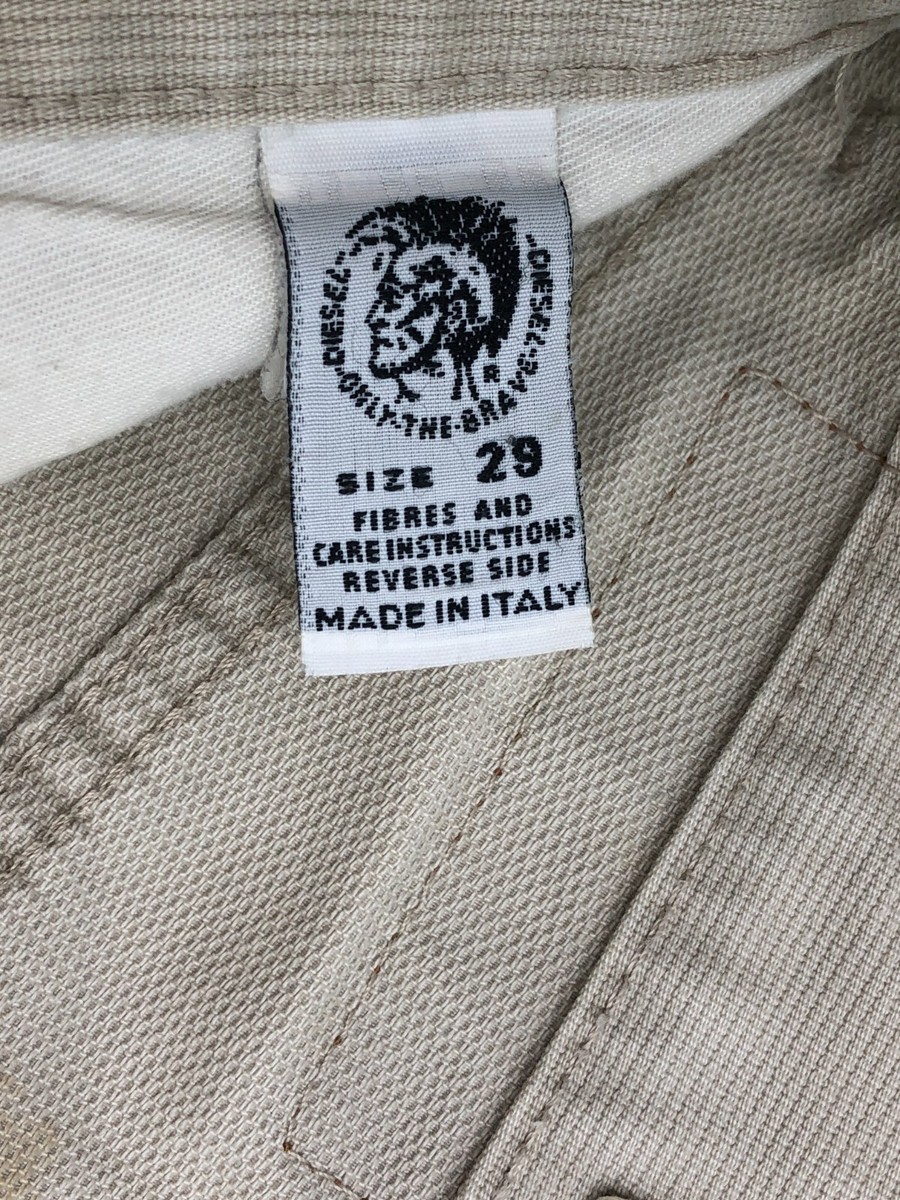 DIESEL·ONLY·THE·BRAVE·DIESEL
R
SIZE 29
FIBRES AND
CARE INSTRUCTIONS
REVERSE SIDE
MADE IN ITALY